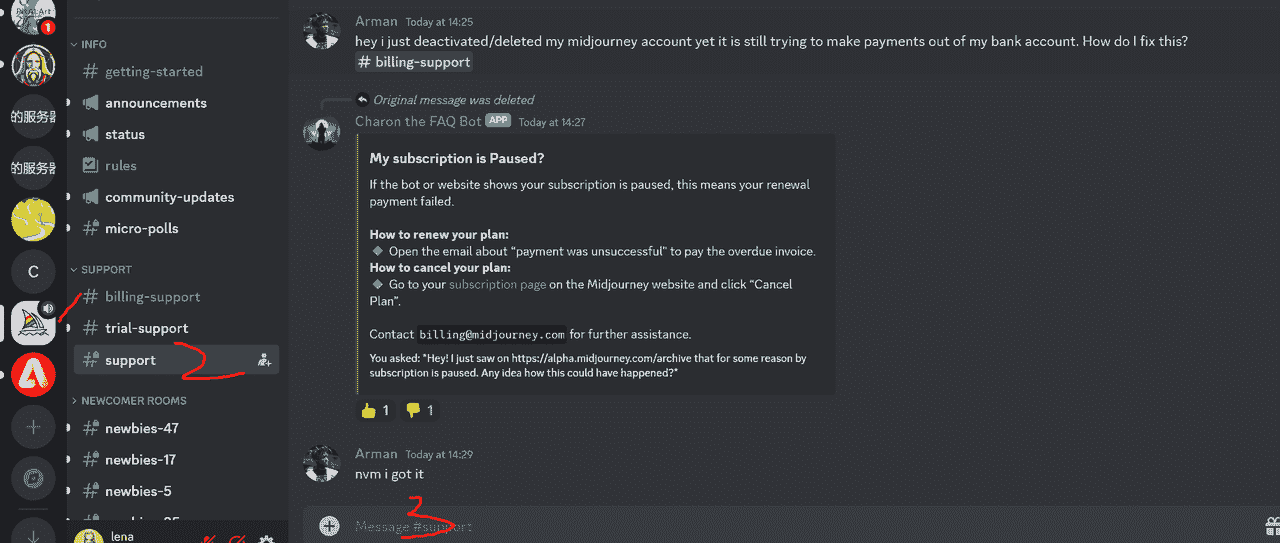 1
的服务器
的服务器
C
INFO
getting-started
announcements
status
rules
community-updates
micro-polls
SUPPORT
billing-support
trial-support
support
2
NEWCOMER ROOMS
newbies-47
newbies-17
newbies-5
lena
Arman Today at 14:25
hey i just deactivated/deleted my midjourney account yet it is still trying to make payments out of my bank account. How do I fix this?
# billing-support
Original message was deleted
Charon the FAQ Bot APP Today at 14:27
My subscription is Paused?
If the bot or website shows your subscription is paused, this means your renewal
payment failed.
How to renew your plan:
Open the email about “payment was unsuccessful” to pay the overdue invoice.
How to cancel your plan:
Go to your subscription page on the Midjourney website and click “Cancel
Plan”.
Contact billing@midjourney.com for further assistance.
You asked: "Hey! I just saw on https://alpha.midjourney.com/archive that for some reason by
subscription is paused. Any idea how this could have happened?"
1 1
Arman Today at 14:29
nvm i got it
3
Message #support